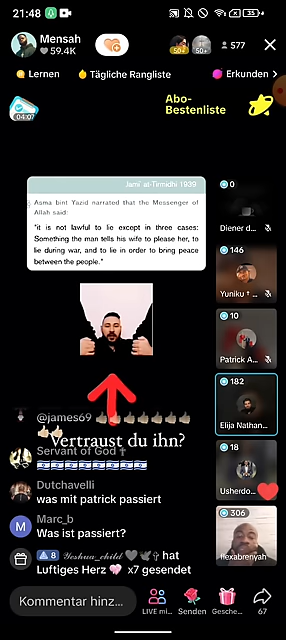 21:48
35
Mensah
59.4K
50+
50+
577
Lernen
Tägliche Rangliste
Erkunden
04:07
Abo-
Bestenliste
Jami` at-Tirmidhi 1939
Asma bint Yazid narrated that the Messenger of
Allah said:
"it is not lawful to lie except in three cases:
Something the man tells his wife to please her, to
lie during war, and to lie in order to bring peace
between the people."
0
Diener d...
146
Yuniku ✝ ...
10
Patrick A...
182
Elija Nathan...
18
Usherdo...
306
flexabrenyah
@james69 👍🏼👍🏼👍🏼👍🏼👍🏼👍🏼👍🏼👍🏼
👍🏼👍🏼
Vertraust du ihn?
Servant of God ✝
🇮🇱🇮🇱🇮🇱🇮🇱🇮🇱🇮🇱🇮🇱🇮🇱
Dutchavelli
was mit patrick passiert
M
Marc_b
Was ist passiert?
8 Yeshua_child 🤍🕊✝ hat
Luftiges Herz 🩷 x7 gesendet
Kommentar hinz...
LIVE mi...
Senden
Gesche...
67